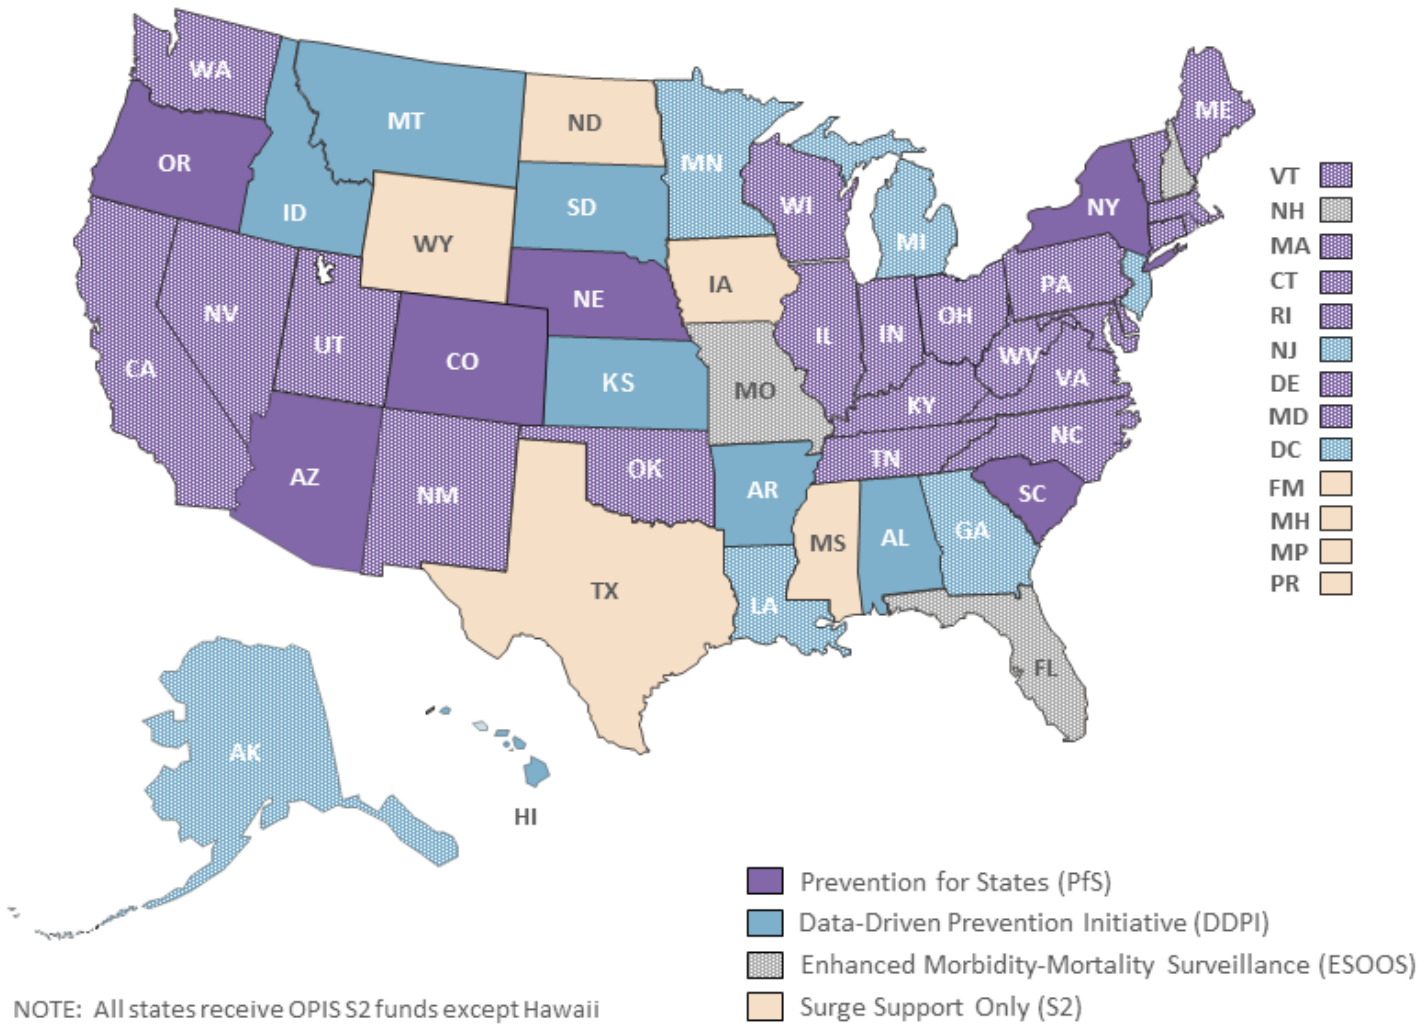 WA
ME
MT
ND
OR
MN
VT
WI
NH
SD
NY
ID
MI
WY
MA
PA
CT
IA
NE
RI
NV
OH
IN
IL
UT
NJ
WV
CO
CA
VA
KS
DE
MO
KY
MD
NC
DC
TN
OK
AZ
FM
AR
SC
NM
MH
GA
AL
MS
MP
PR
TX
LA
FL
AK
HI
Prevention for States (PfS)
Data-Driven Prevention Initiative (DDPI)
Enhanced Morbidity-Mortality Surveillance (ESOOS)
Surge Support Only (S2)
NOTE: All states receive OPIS S2 funds except Hawaii